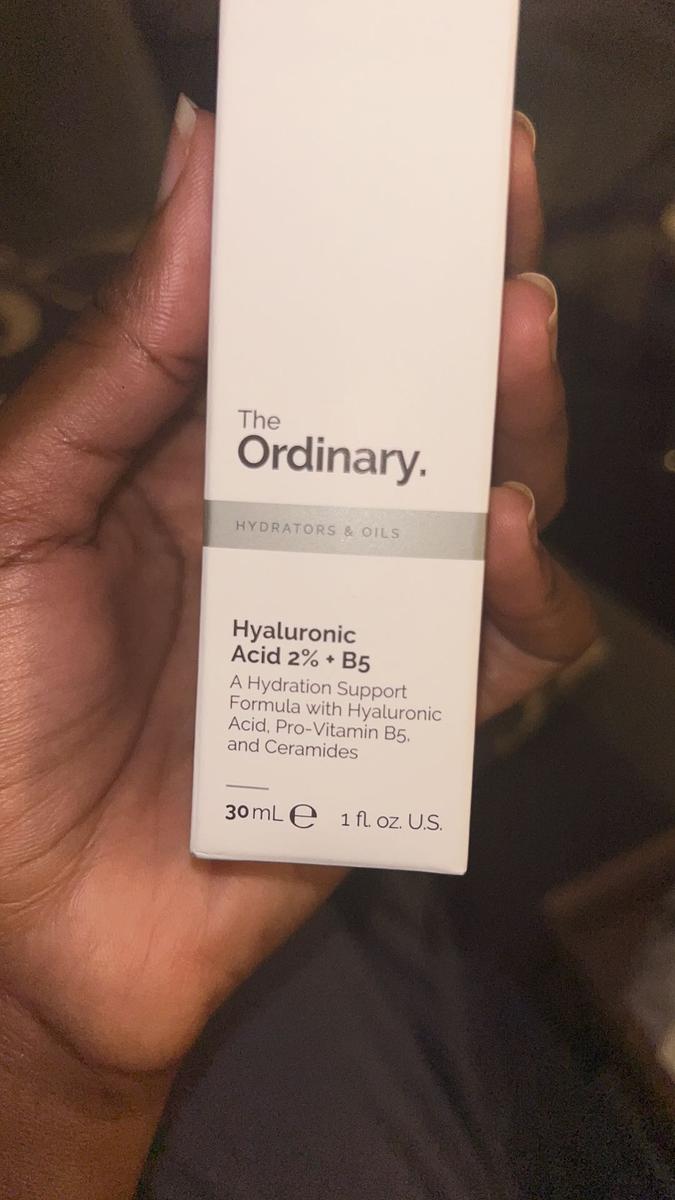 The
Ordinary.
HYDRATORS & OILS
Hyaluronic
Acid 2% + B5
A Hydration Support
Formula with Hyaluronic
Acid, Pro-Vitamin B5,
and Ceramides
30 mL ℮ 1 fl. oz. U.S.